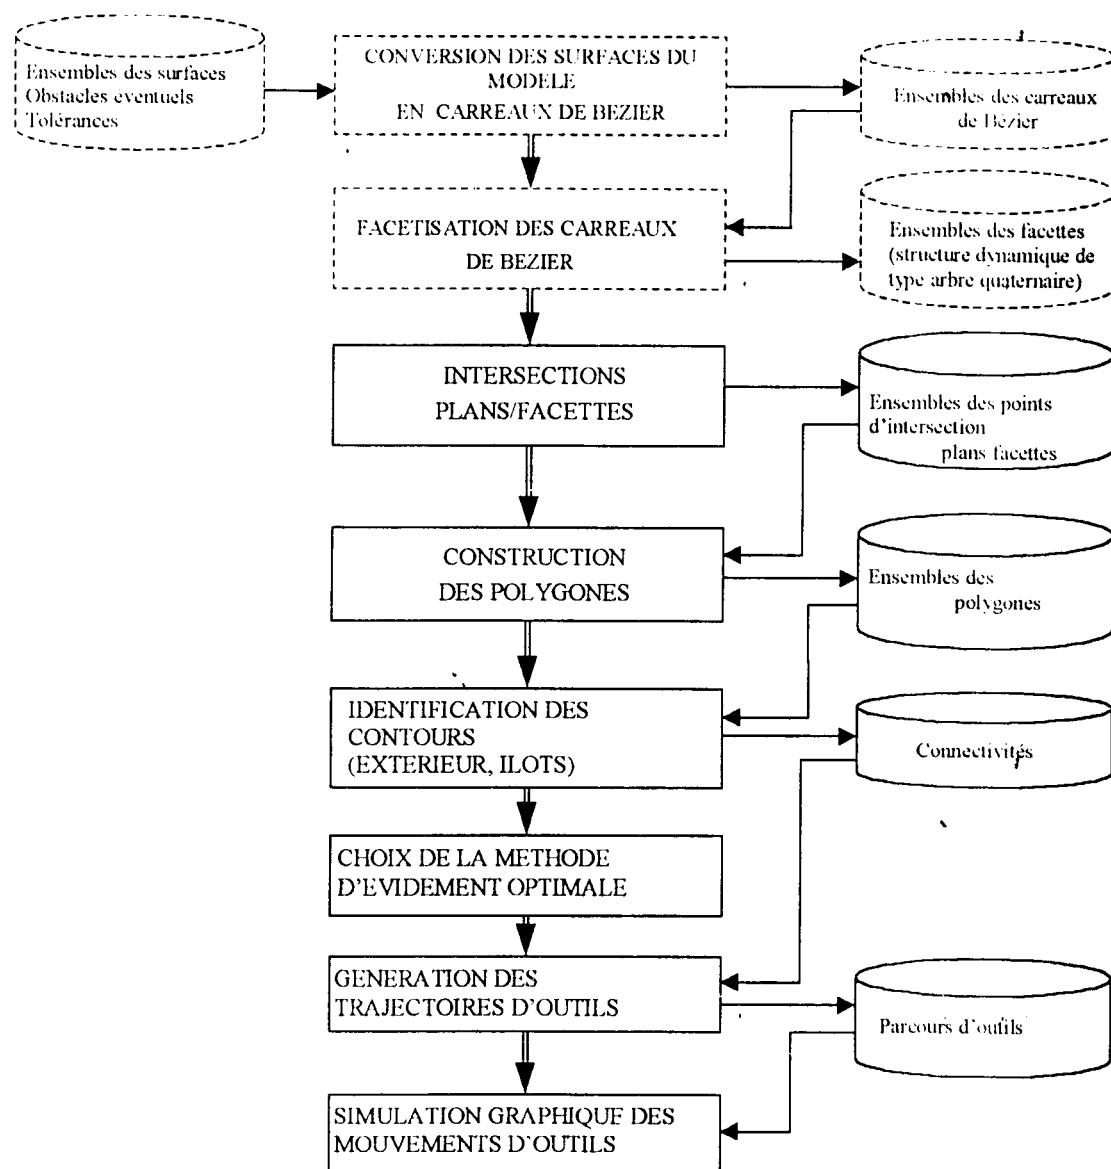 Ensembles des surfaces
Obstacles éventuels
Tolérances
CONVERSION DES SURFACES DU
MODELE
EN CARREAUX DE BEZIER
Ensembles des carreaux
de Bézier
FACETISATION DES CARREAUX
DE BEZIER
Ensembles des facettes
(structure dynamique de
type arbre quaternaire)
INTERSECTIONS
PLANS/FACETTES
Ensembles des points
d'intersection
plans facettes
CONSTRUCTION
DES POLYGONES
Ensembles des
polygones
IDENTIFICATION DES
CONTOURS
(EXTERIEUR, ILOTS)
Connectivités
CHOIX DE LA METHODE
D'EVIDEMENT OPTIMALE
GENERATION DES
TRAJECTOIRES D'OUTILS
Parcours d'outils
SIMULATION GRAPHIQUE DES
MOUVEMENTS D'OUTILS